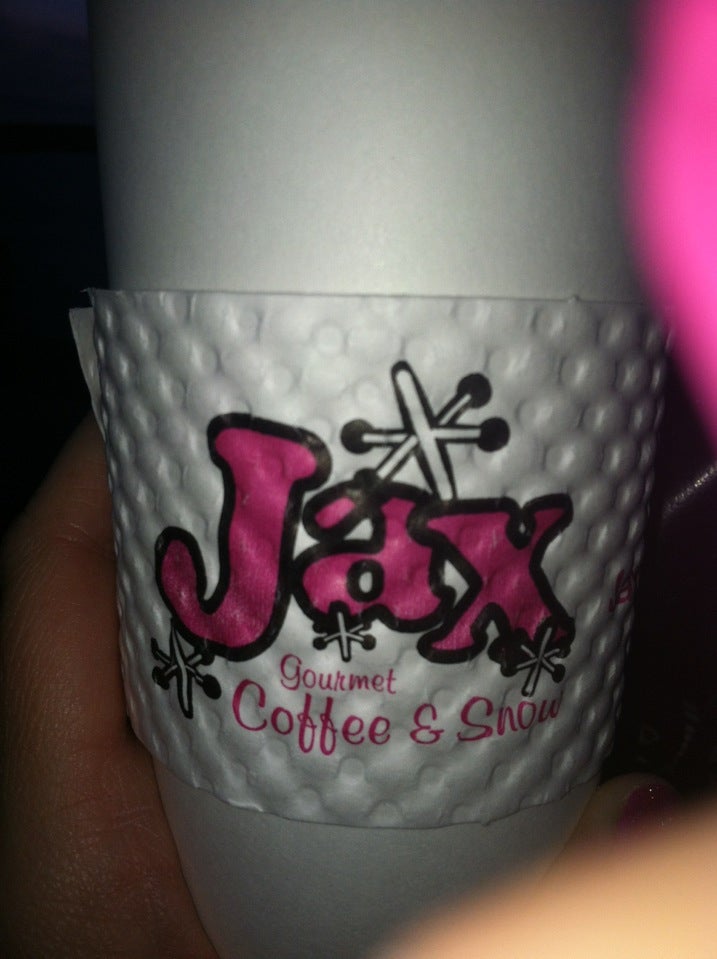 Jax
Gourmet
Coffee & Snow